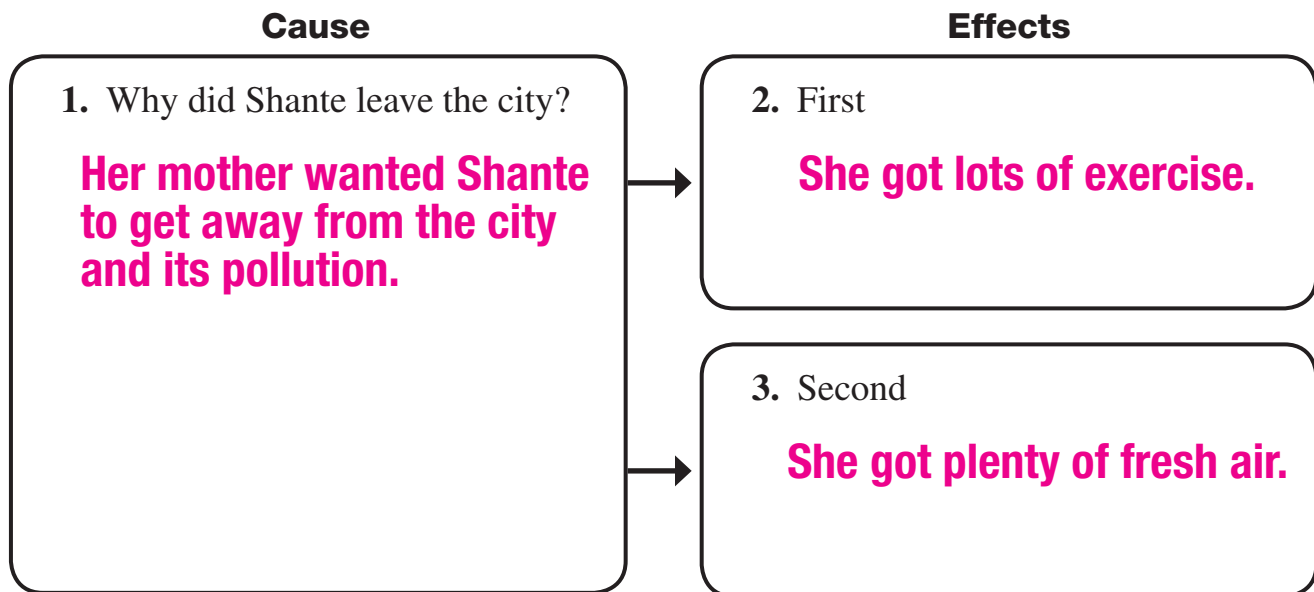 Cause
Effects
1. Why did Shante leave the city?
Her mother wanted Shante
to get away from the city
and its pollution.
2. First
She got lots of exercise.
3. Second
She got plenty of fresh air.